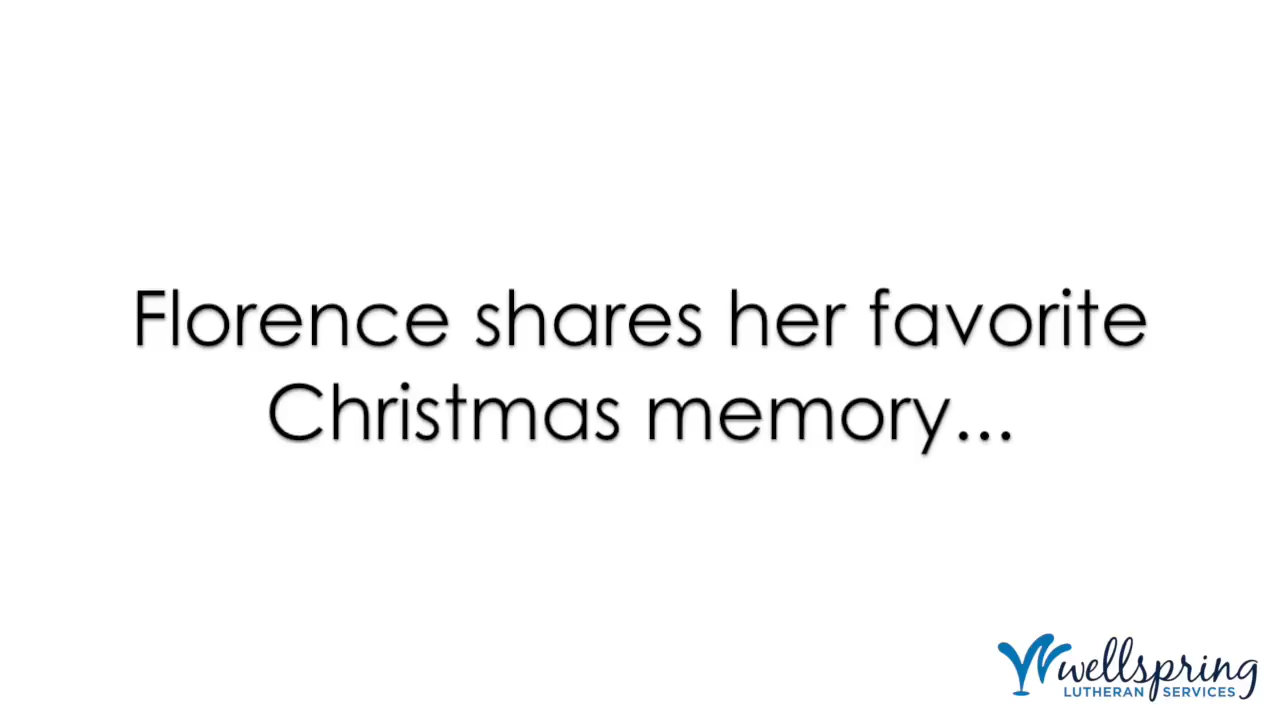 Florence shares her favorite
Christmas memory...
wellspring
LUTHERAN SERVICES